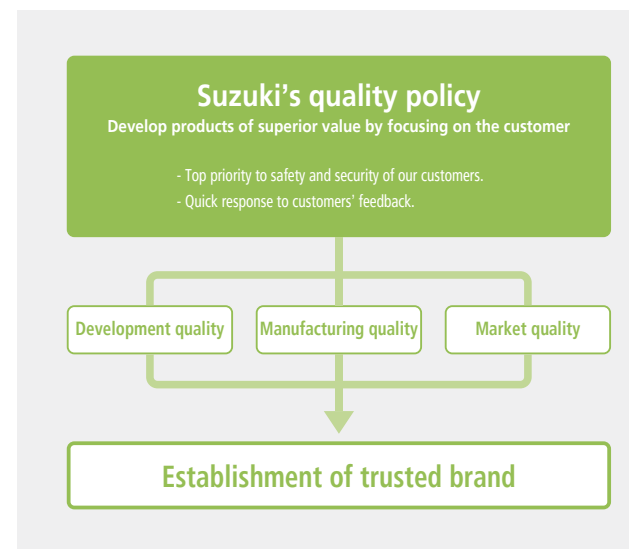 Suzuki’s quality policy
Develop products of superior value by focusing on the customer
- Top priority to safety and security of our customers.
- Quick response to customers’ feedback.
Development quality
Manufacturing quality
Market quality
Establishment of trusted brand